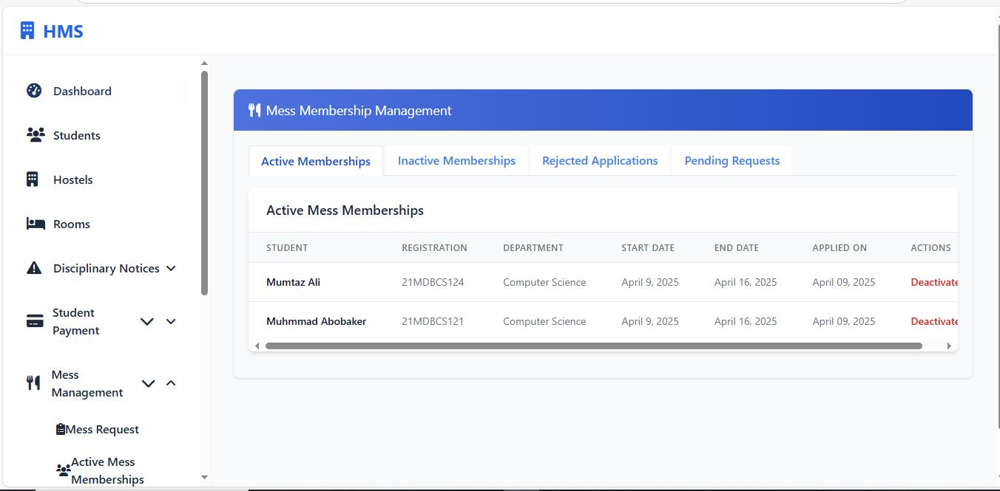 HMS
Dashboard
Students
Hostels
Rooms
Disciplinary Notices
Student
Payment
Mess
Management
Mess Request
Active Mess
Memberships
Mess Membership Management
Active Memberships Inactive Memberships Rejected Applications Pending Requests
Active Mess Memberships
STUDENT REGISTRATION DEPARTMENT START DATE END DATE APPLIED ON ACTIONS
Mumtaz Ali 21MDBCS124 Computer Science April 9, 2025 April 16, 2025 April 09, 2025 Deactivate
Muhmmad Abobaker 21MDBCS121 Computer Science April 9, 2025 April 16, 2025 April 09, 2025 Deactivate